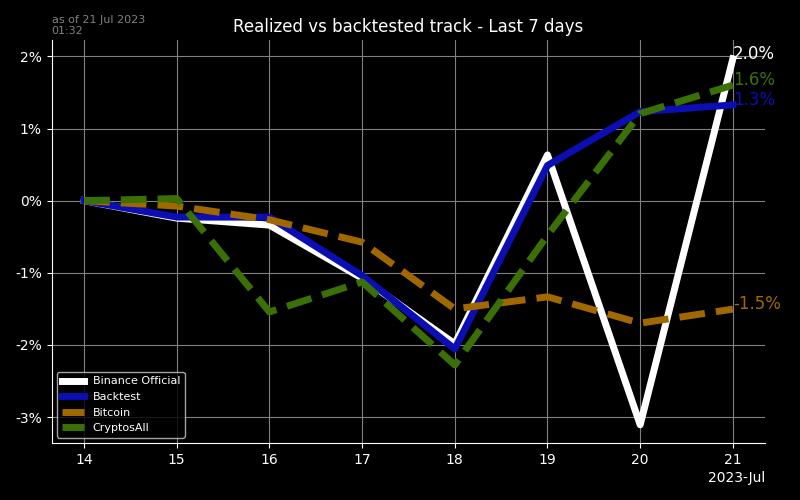 as of 21 Jul 2023
01:32
Realized vs backtested track - Last 7 days
2%
1%
0%
-1%
-2%
-3%
2.0%
1.6%
1.3%
-1.5%
Binance Official
Backtest
Bitcoin
CryptosAll
14 15 16 17 18 19 20 21
2023-Jul